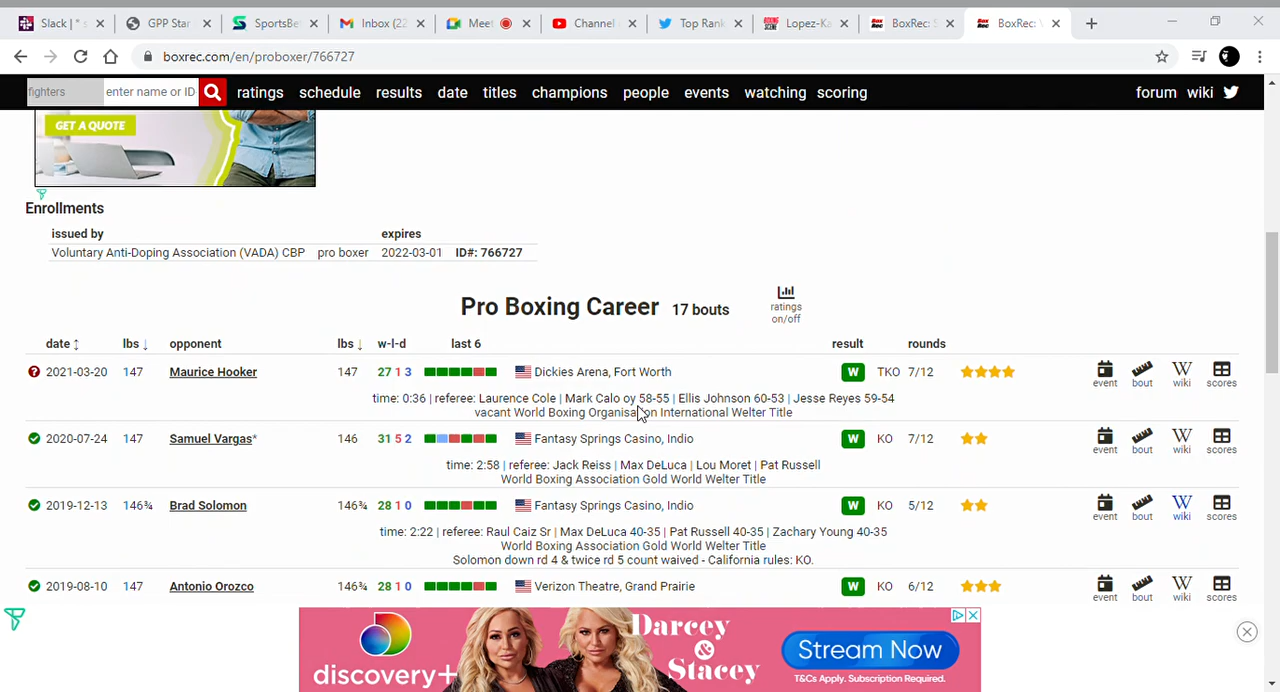 Slack | * s
GPP Star
SportsBe
Inbox (22
Meet
Channel
Top Rank
Lopez-Ka
BoxRec: S
BoxRec: V
boxrec.com/en/proboxer/766727
fighters enter name or ID ratings schedule results date titles champions people events watching scoring forum wiki
GET A QUOTE
Enrollments
issued by expires
Voluntary Anti-Doping Association (VADA) CBP pro boxer 2022-03-01 ID#: 766727
Pro Boxing Career 17 bouts
ratings
on/off
date lbs opponent lbs w-l-d last 6 result rounds
2021-03-20 147 Maurice Hooker 147 27 1 3 Dickies Arena, Fort Worth W TKO 7/12 event bout wiki scores
time: 0:36 | referee: Laurence Cole | Mark Calo oy 58-55 | Ellis Johnson 60-53 | Jesse Reyes 59-54
vacant World Boxing Organisation International Welter Title
2020-07-24 147 Samuel Vargas* 146 31 5 2 Fantasy Springs Casino, Indio W KO 7/12 event bout wiki scores
time: 2:58 | referee: Jack Reiss | Max DeLuca | Lou Moret | Pat Russell
World Boxing Association Gold World Welter Title
2019-12-13 146¾ Brad Solomon 146¾ 28 1 0 Fantasy Springs Casino, Indio W KO 5/12 event bout wiki scores
time: 2:22 | referee: Raul Caiz Sr | Max DeLuca 40-35 | Pat Russell 40-35 | Zachary Young 40-35
World Boxing Association Gold World Welter Title
Solomon down rd 4 & twice rd 5 count waived - California rules: KO.
2019-08-10 147 Antonio Orozco 146¾ 28 1 0 Verizon Theatre, Grand Prairie W KO 6/12 event bout wiki scores
discovery+
Darcey
&
Stacey
Stream Now
T&Cs Apply. Subscription Required.